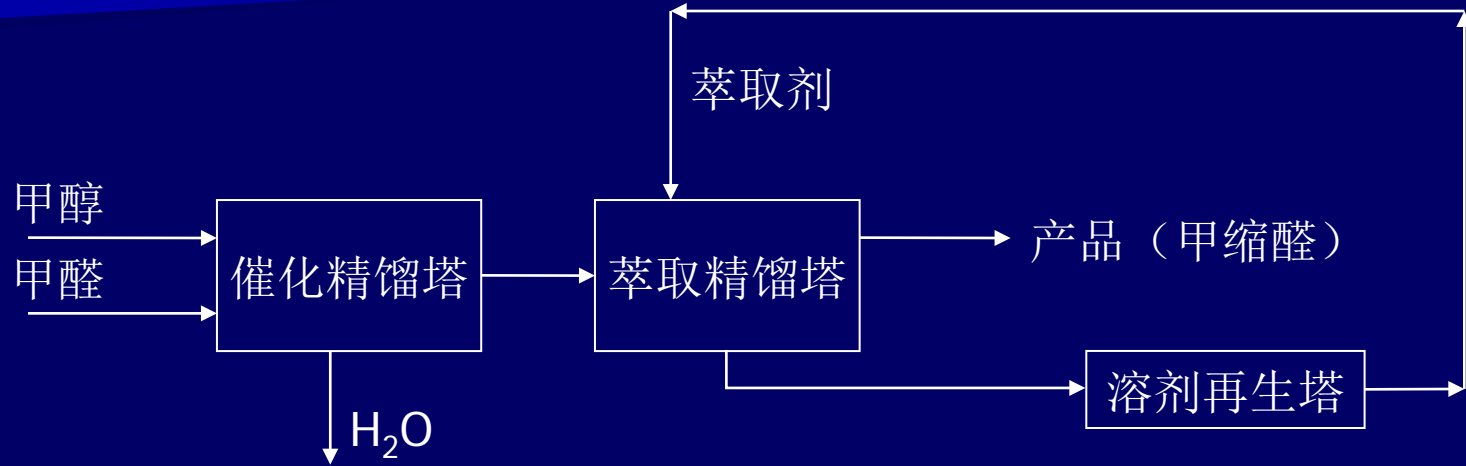 萃取剂
甲醇
甲醛
催化精馏塔
萃取精馏塔
产品（甲缩醛）
溶剂再生塔
H₂O